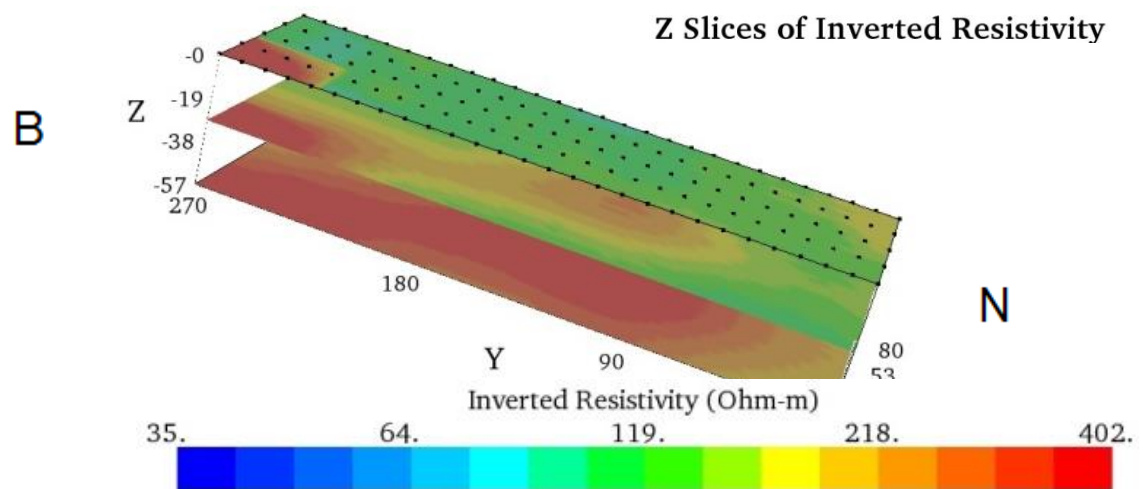 Z Slices of Inverted Resistivity
-0
-19
Z
B
-38
-57
270
180
N
Y
90
80
53
Inverted Resistivity (Ohm-m)
35. 64. 119. 218. 402.